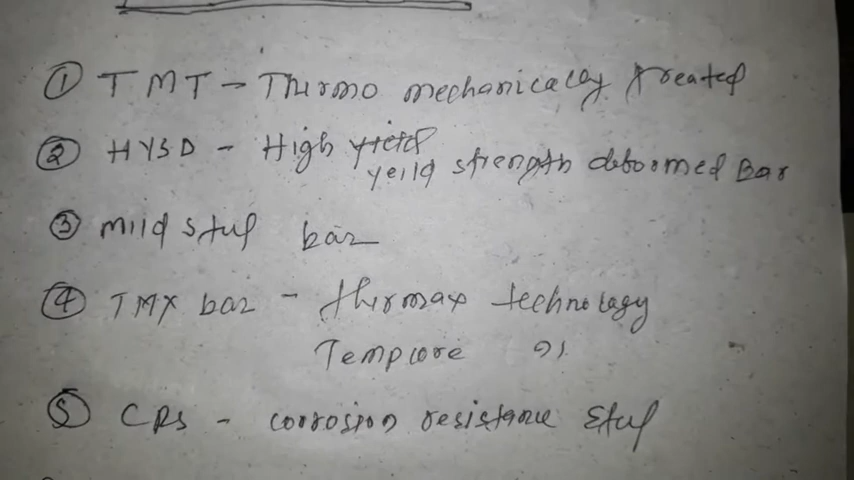 ① TMT - Thermo mechanically treated
② HYSD - High yield
yeild strength deformed Bar
③ Mild steel bar
④ TMX bar - thermax technology
Tempcore
⑤ CRS - corrosion resistance steel